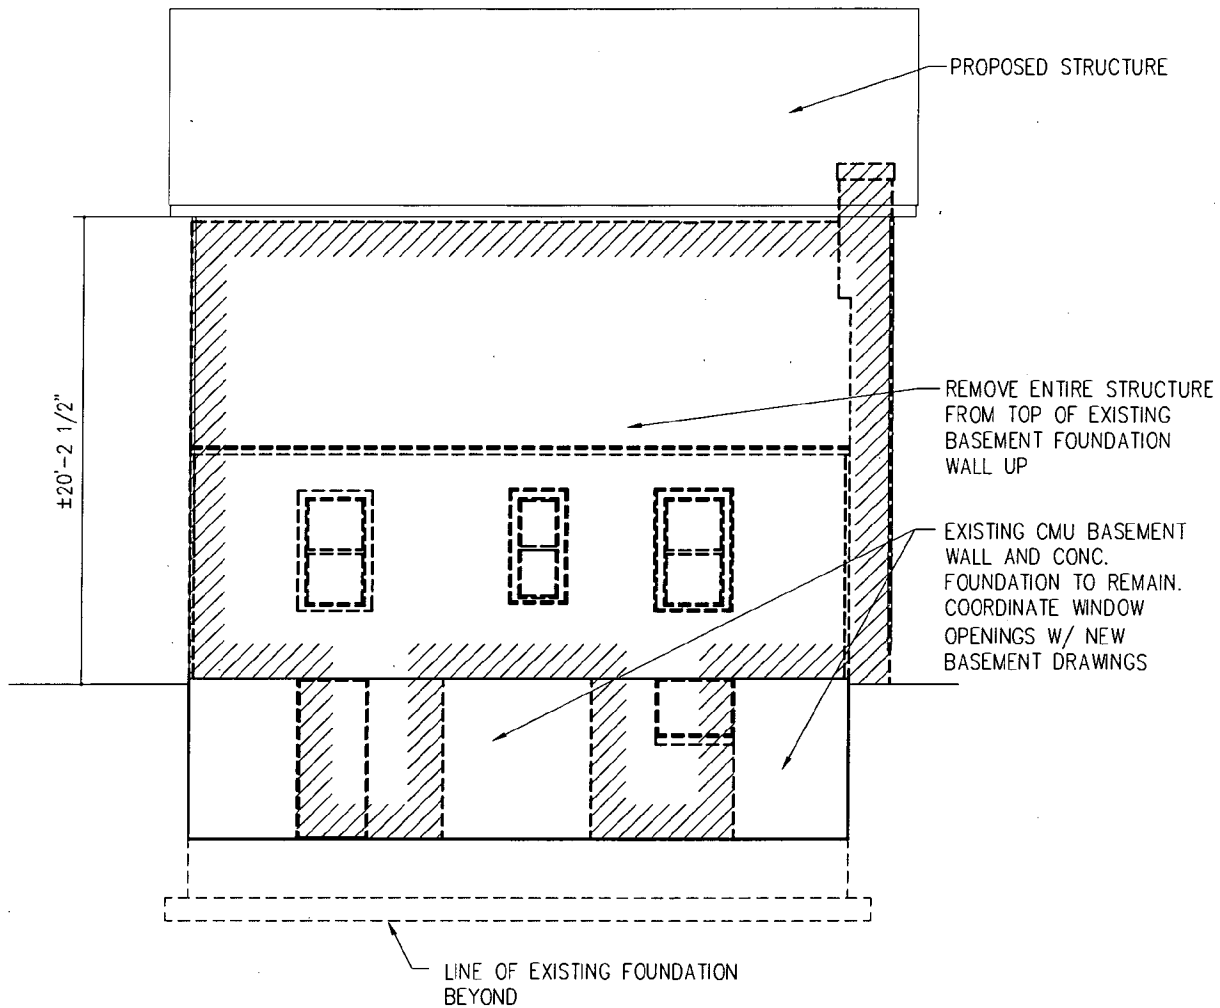 PROPOSED STRUCTURE
±20'-2 1/2"
REMOVE ENTIRE STRUCTURE
FROM TOP OF EXISTING
BASEMENT FOUNDATION
WALL UP
EXISTING CMU BASEMENT
WALL AND CONC.
FOUNDATION TO REMAIN.
COORDINATE WINDOW
OPENINGS W/ NEW
BASEMENT DRAWINGS
LINE OF EXISTING FOUNDATION
BEYOND